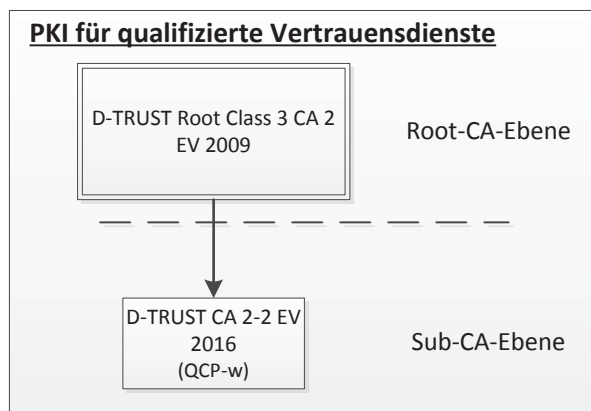 PKI für qualifizierte Vertrauensdienste
D-TRUST Root Class 3 CA 2
EV 2009
Root-CA-Ebene
D-TRUST CA 2-2 EV
2016
(QCP-w)
Sub-CA-Ebene